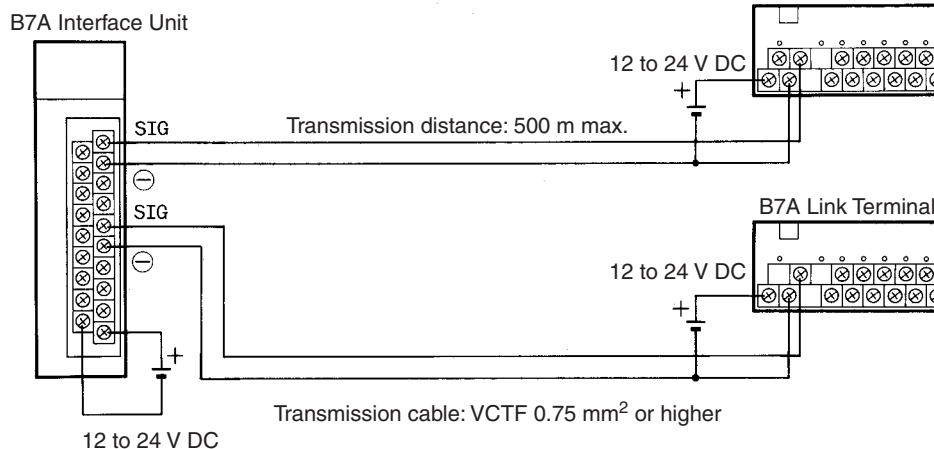 B7A Interface Unit
12 to 24 V DC
+
SIG
Transmission distance: 500 m max.
−
SIG
B7A Link Terminal
−
12 to 24 V DC
+
+
Transmission cable: VCTF 0.75 mm² or higher
12 to 24 V DC